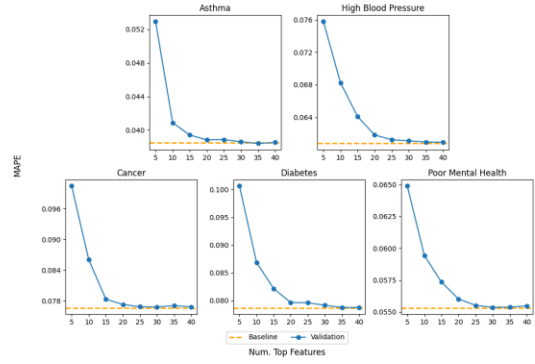 Asthma
High Blood Pressure
0.052
0.048
0.044
0.040
5 10 15 20 25 30 35 40
0.076
0.072
0.068
0.064
5 10 15 20 25 30 35 40
MAPE
Cancer
Diabetes
Poor Mental Health
0.096
0.090
0.084
0.078
5 10 15 20 25 30 35 40
0.100
0.095
0.090
0.085
0.080
5 10 15 20 25 30 35 40
0.0650
0.0625
0.0600
0.0575
0.0550
5 10 15 20 25 30 35 40
Baseline Validation
Num. Top Features